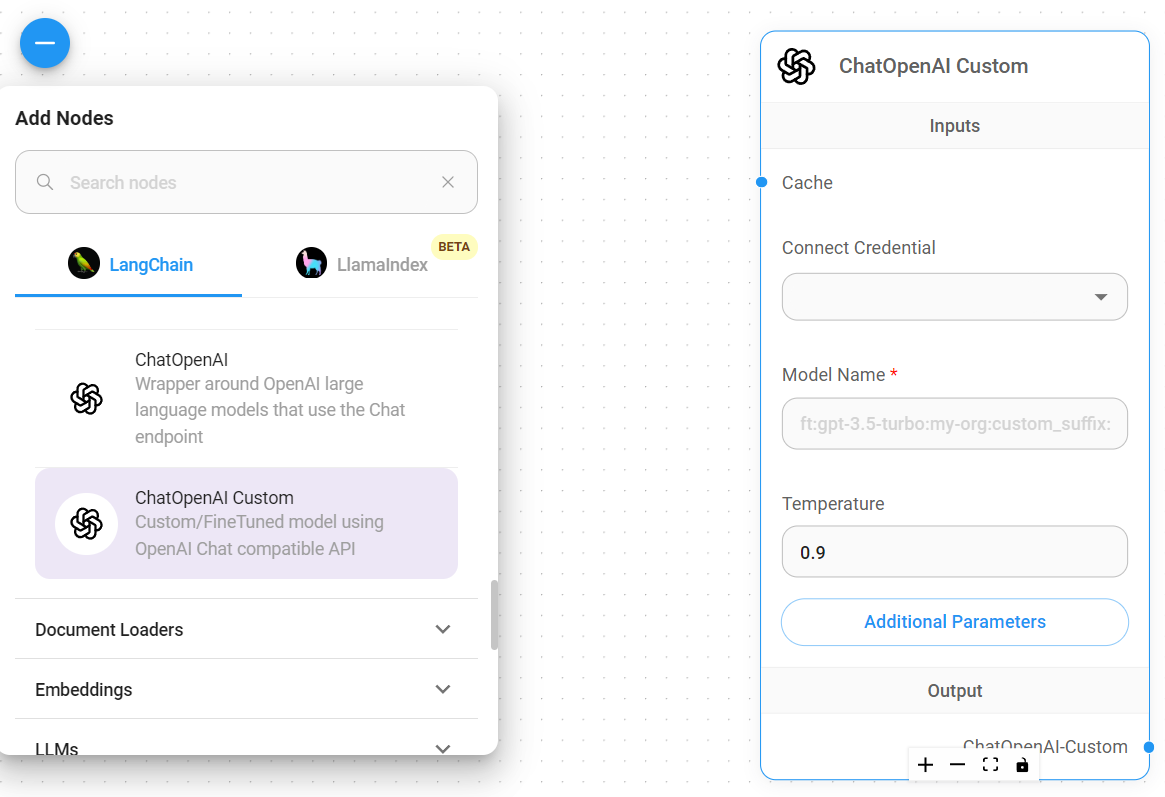 Add Nodes
Search nodes
LangChain
LlamaIndex
BETA
ChatOpenAI
Wrapper around OpenAI large
language models that use the Chat
endpoint
ChatOpenAI Custom
Custom/FineTuned model using
OpenAI Chat compatible API
Document Loaders
Embeddings
LLMs
ChatOpenAI Custom
Inputs
Cache
Connect Credential
Model Name *
ft:gpt-3.5-turbo:my-org:custom_suffix:
Temperature
0.9
Additional Parameters
Output
ChatOpenAI-Custom